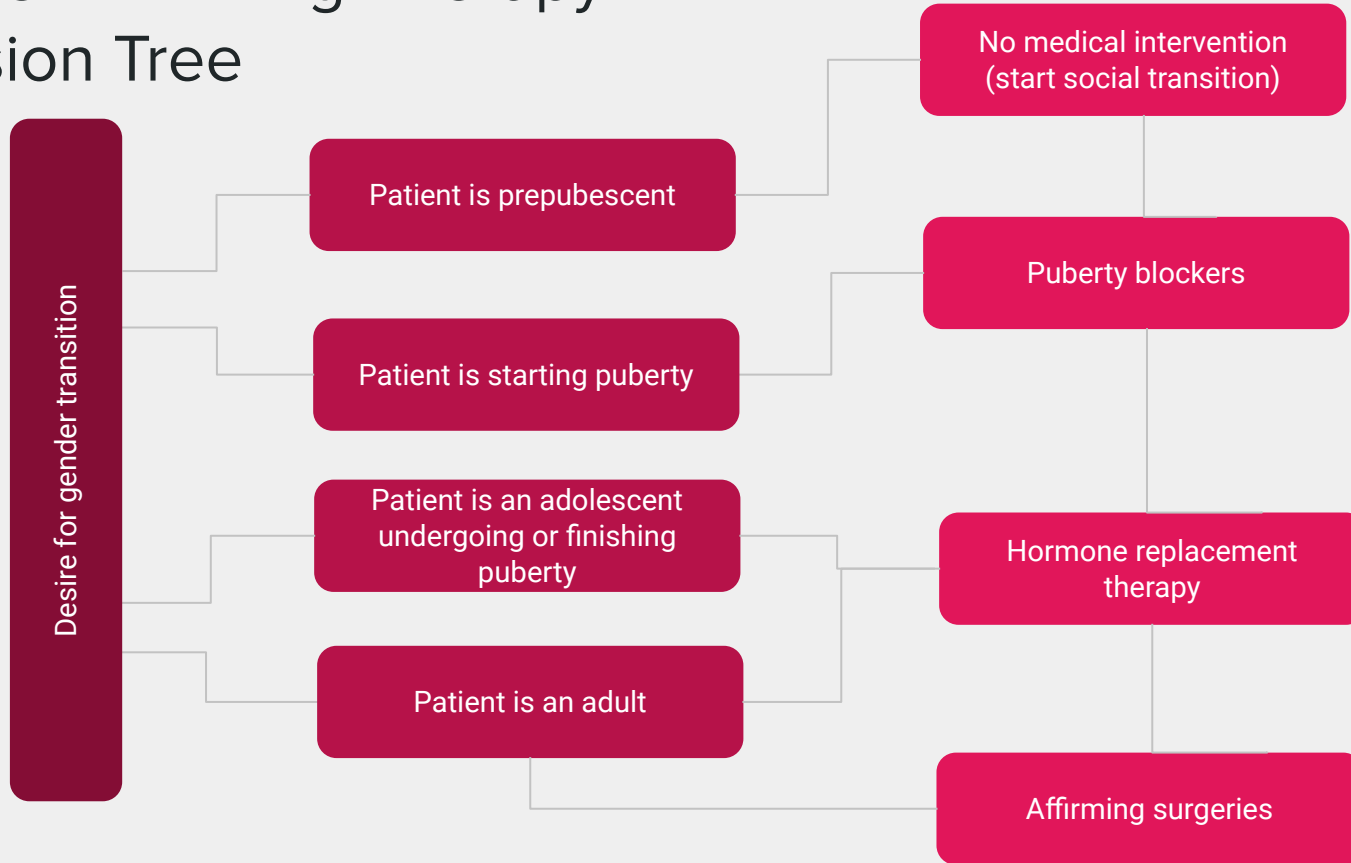 sion Tree
No medical intervention
(start social transition)
Patient is prepubescent
Puberty blockers
Desire for gender transition
Patient is starting puberty
Patient is an adolescent
undergoing or finishing
puberty
Hormone replacement
therapy
Patient is an adult
Affirming surgeries